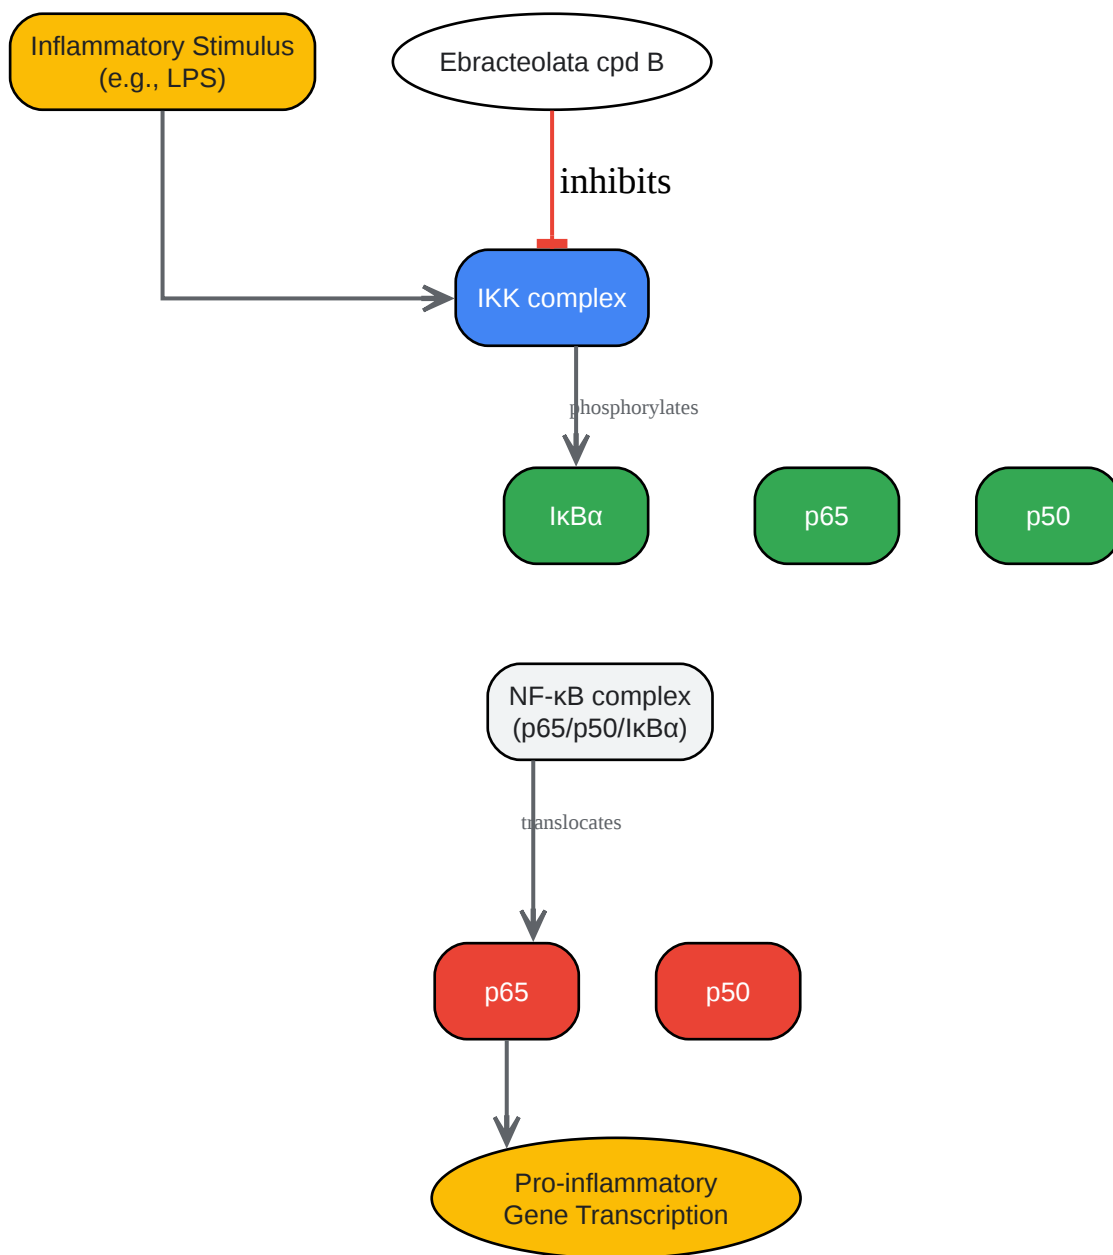 Inflammatory Stimulus
(e.g., LPS)
Ebracteolata cpd B
inhibits
IKK complex
phosphorylates
IκBα
p65
p50
NF-κB complex
(p65/p50/IκBα)
translocates
p65
p50
Pro-inflammatory
Gene Transcription